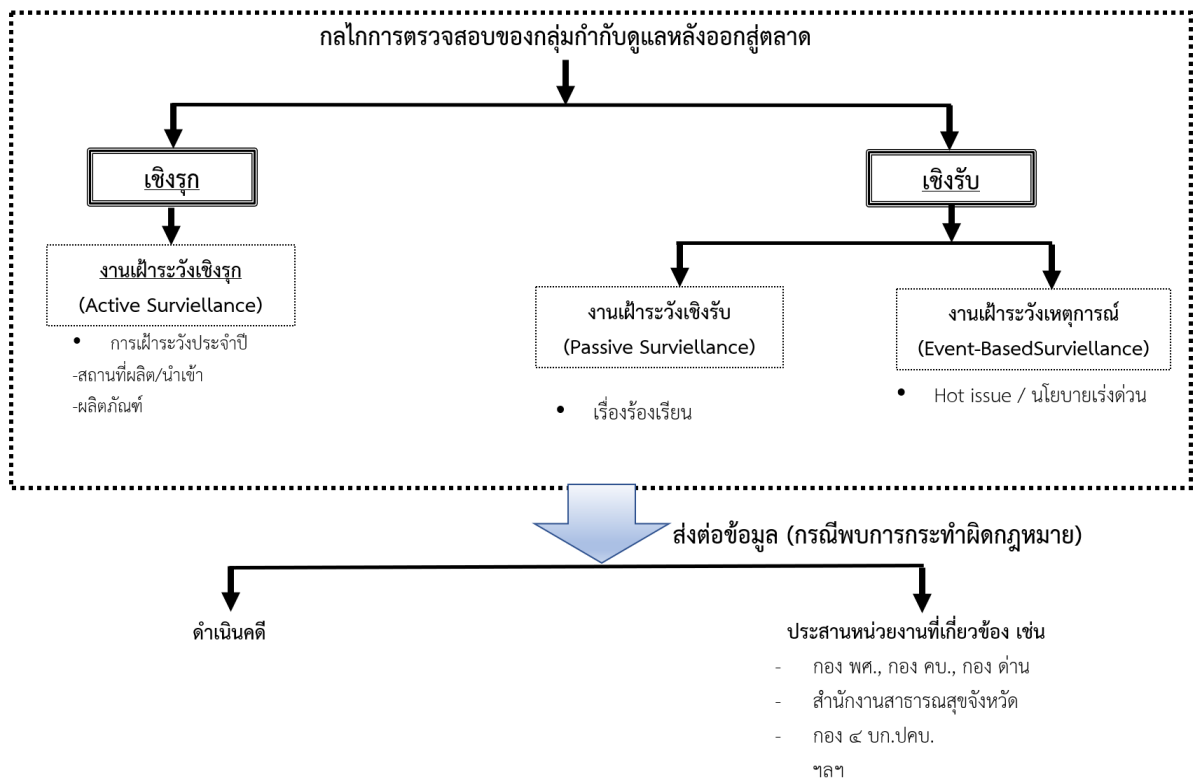 กลไกการตรวจสอบของกลุ่มกำกับดูแลหลังออกสู่ตลาด
เชิงรุก
เชิงรับ
งานเฝ้าระวังเชิงรุก
(Active Surviellance)
• การเฝ้าระวังประจำปี
-สถานที่ผลิต/นำเข้า
-ผลิตภัณฑ์
งานเฝ้าระวังเชิงรับ
(Passive Surviellance)
• เรื่องร้องเรียน
งานเฝ้าระวังเหตุการณ์
(Event-BasedSurviellance)
• Hot issue / นโยบายเร่งด่วน
ส่งต่อข้อมูล (กรณีพบการกระทำผิดกฎหมาย)
ดำเนินคดี
ประสานหน่วยงานที่เกี่ยวข้อง เช่น
- กอง พศ., กอง คบ., กอง ด่าน
- สำนักงานสาธารณสุขจังหวัด
- กอง ๔ บก.ปคบ.
ฯลฯ